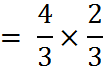 = 4/3 × 2/3